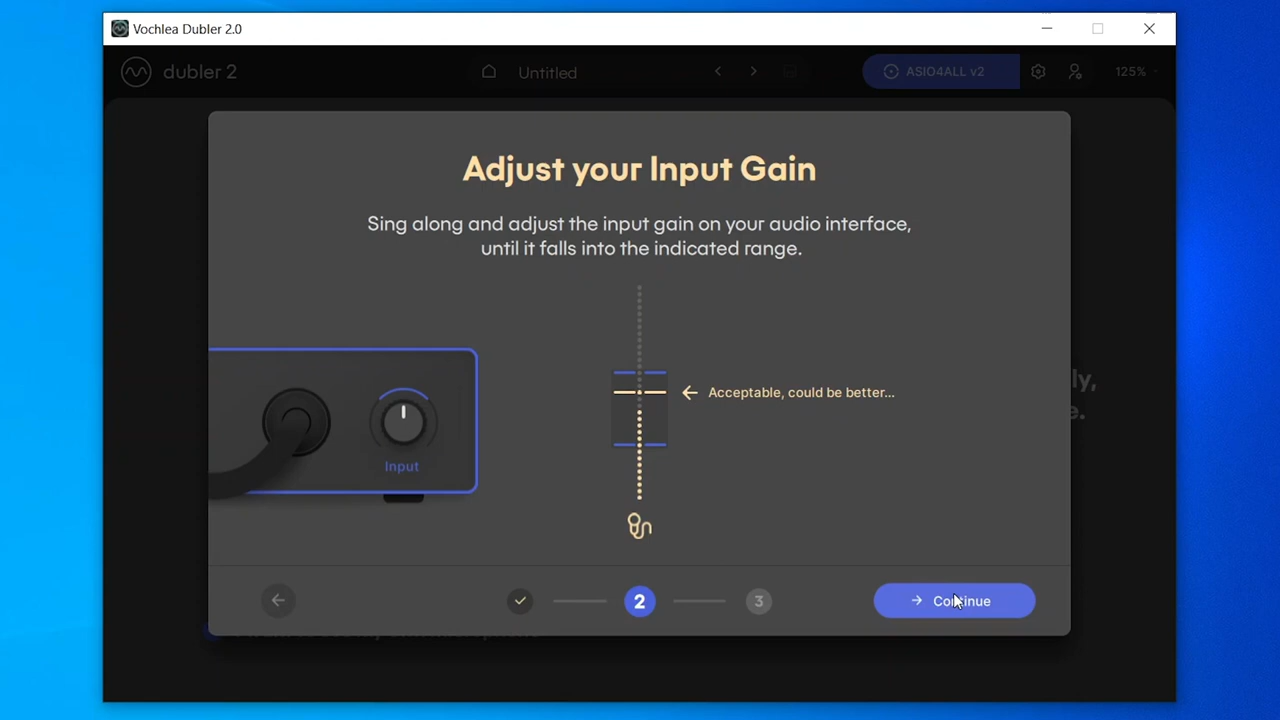 Vochlea Dubler 2.0
dubler 2
Untitled
ASIO4ALL v2
125%
Adjust your Input Gain
Sing along and adjust the input gain on your audio interface,
until it falls into the indicated range.
Acceptable, could be better...
Input
2
3
Continue